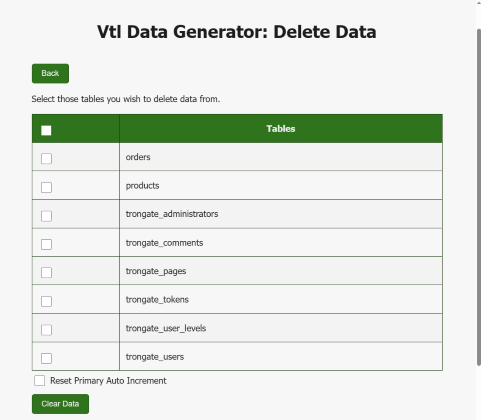 Vtl Data Generator: Delete Data
Back
Select those tables you wish to delete data from.
Tables
orders
products
trongate_administrators
trongate_comments
trongate_pages
trongate_tokens
trongate_user_levels
trongate_users
Reset Primary Auto Increment
Clear Data